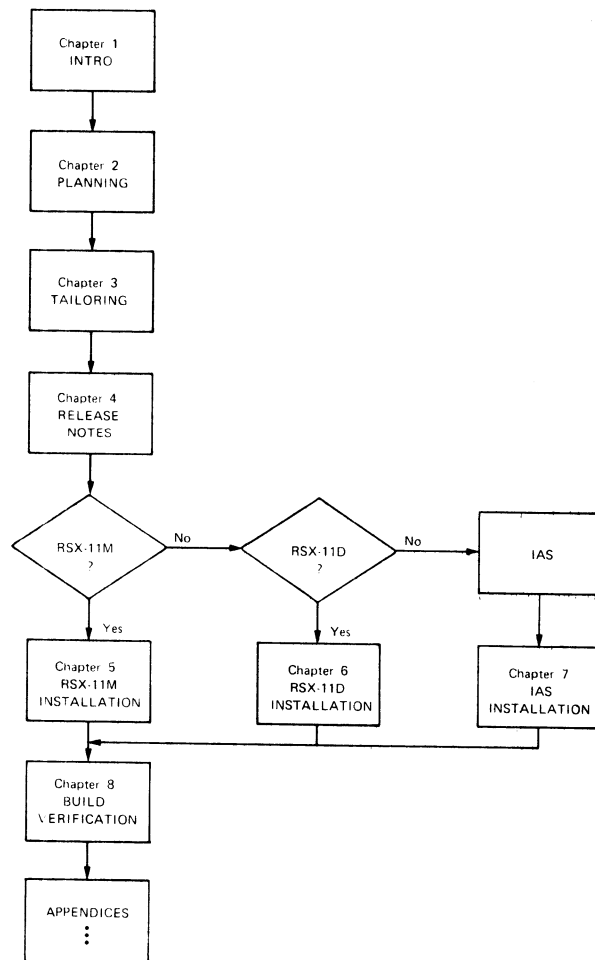 Chapter 1
INTRO
Chapter 2
PLANNING
Chapter 3
TAILORING
Chapter 4
RELEASE
NOTES
RSX-11M
?
No
RSX-11D
?
No
IAS
Yes
Yes
Chapter 5
RSX-11M
INSTALLATION
Chapter 6
RSX-11D
INSTALLATION
Chapter 7
IAS
INSTALLATION
Chapter 8
BUILD
VERIFICATION
APPENDICES